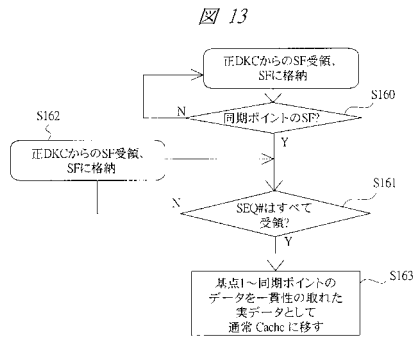 図 13
正DKCからのSF受領、
SFに格納
S160
N
同期ポイントのSF?
Y
S162
正DKCからのSF受領、
SFに格納
S161
N
SEQ#はすべて
受領?
Y
S163
基点1～同期ポイントの
データを一貫性の取れた
実データとして
通常 Cacheに移す